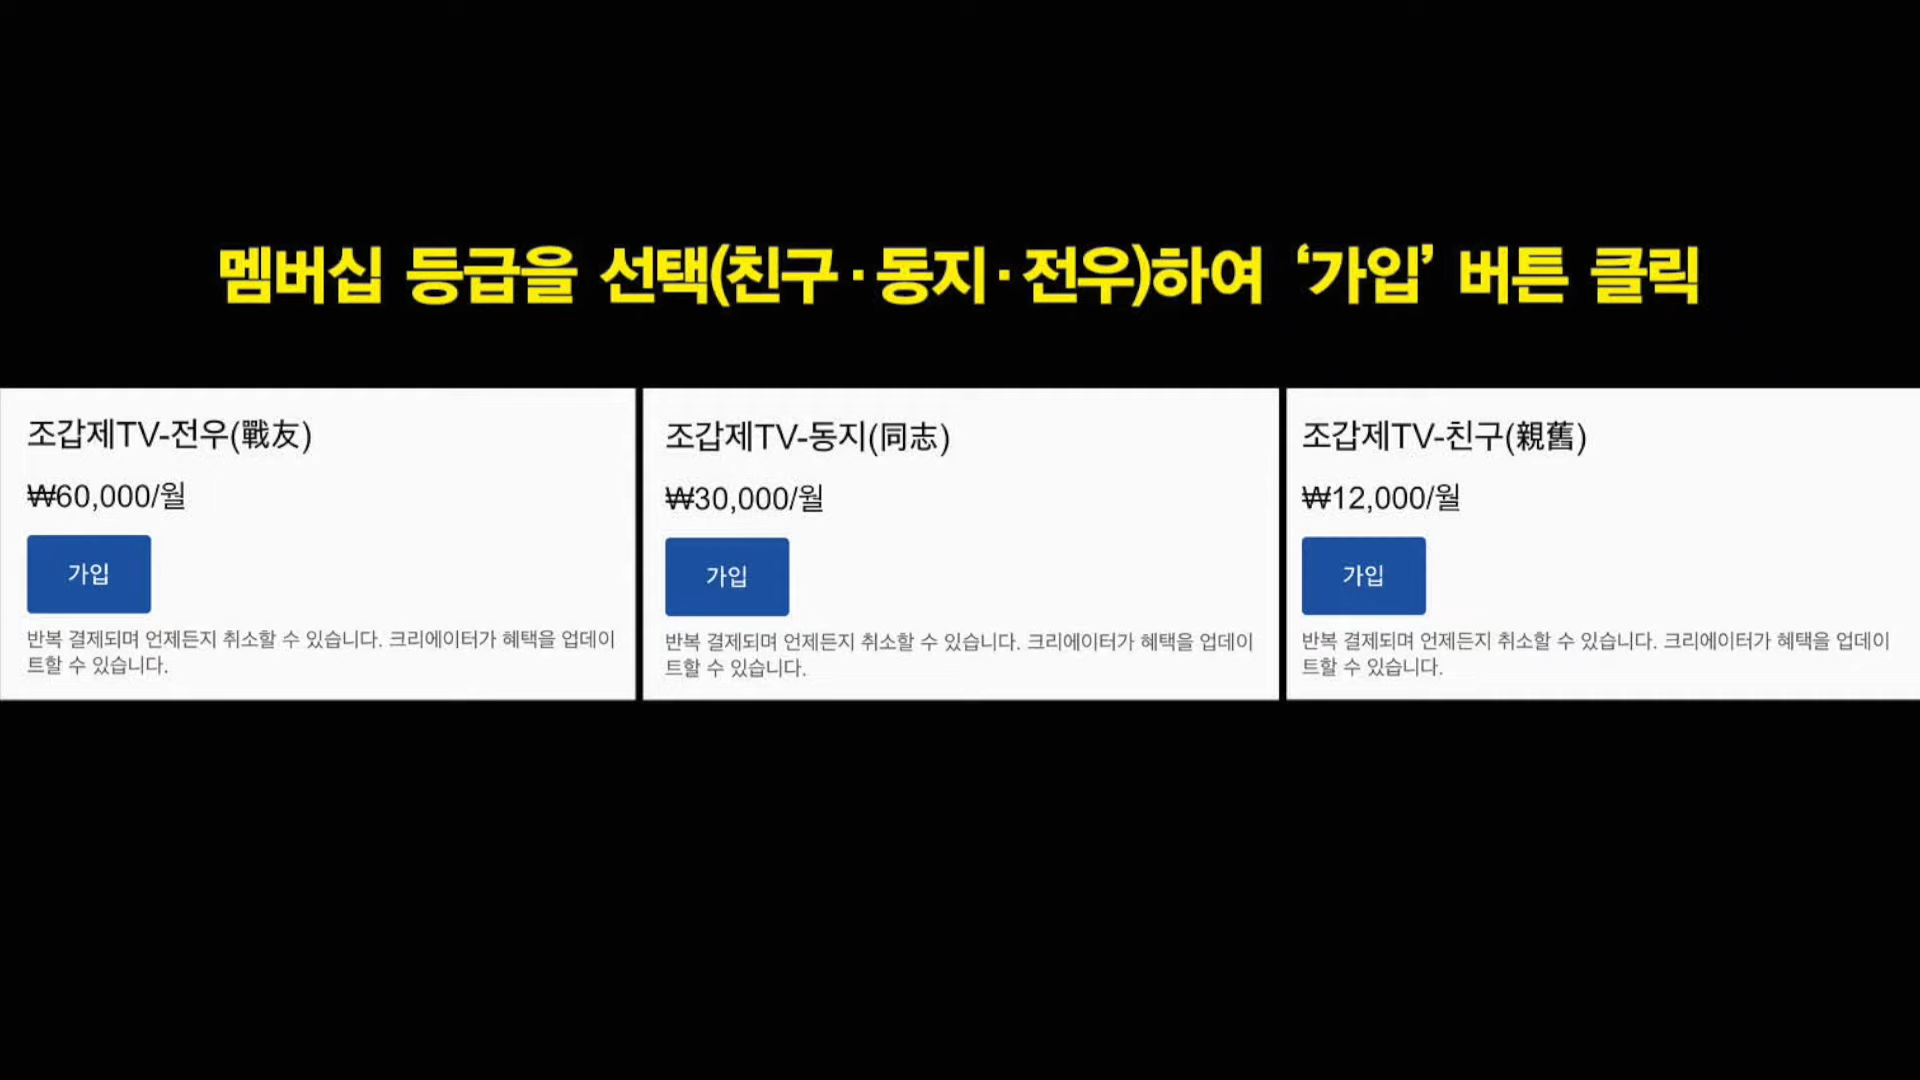 멤버십 등급을 선택(친구·동지·전우)하여 ‘가입’ 버튼 클릭
조갑제TV-전우(戰友)
₩60,000/월
가입
반복 결제되며 언제든지 취소할 수 있습니다. 크리에이터가 혜택을 업데이
트할 수 있습니다.
조갑제TV-동지(同志)
₩30,000/월
가입
반복 결제되며 언제든지 취소할 수 있습니다. 크리에이터가 혜택을 업데이
트할 수 있습니다.
조갑제TV-친구(親舊)
₩12,000/월
가입
반복 결제되며 언제든지 취소할 수 있습니다. 크리에이터가 혜택을 업데이
트할 수 있습니다.